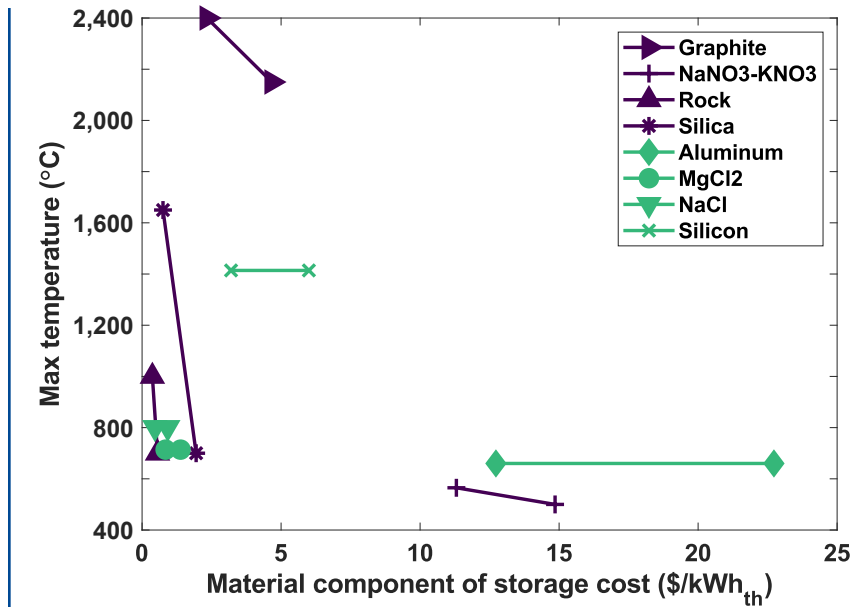 2,400
2,000
1,600
1,200
800
400
Max temperature (°C)
Graphite
NaNO3-KNO3
Rock
Silica
Aluminum
MgCl2
NaCl
Silicon
0 5 10 15 20 25
Material component of storage cost ($/kWh_th)